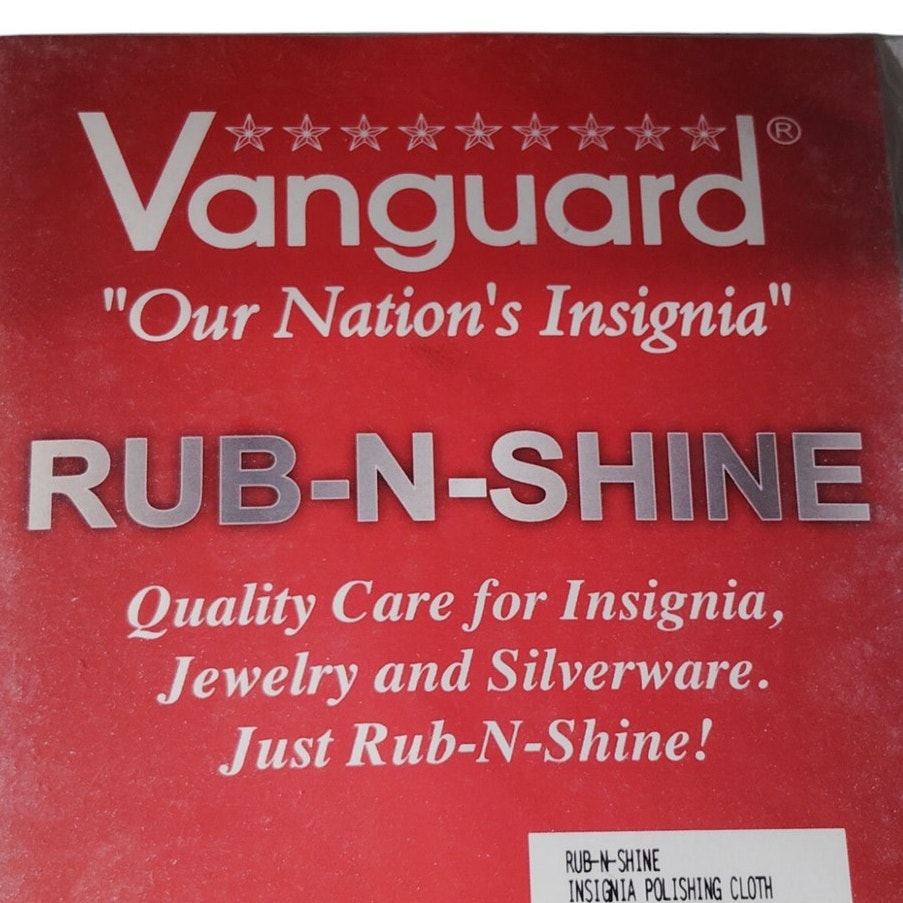 Vanguard®
"Our Nation's Insignia"
RUB-N-SHINE
Quality Care for Insignia,
Jewelry and Silverware.
Just Rub-N-Shine!
RUB-N-SHINE
INSIGNIA POLISHING CLOTH